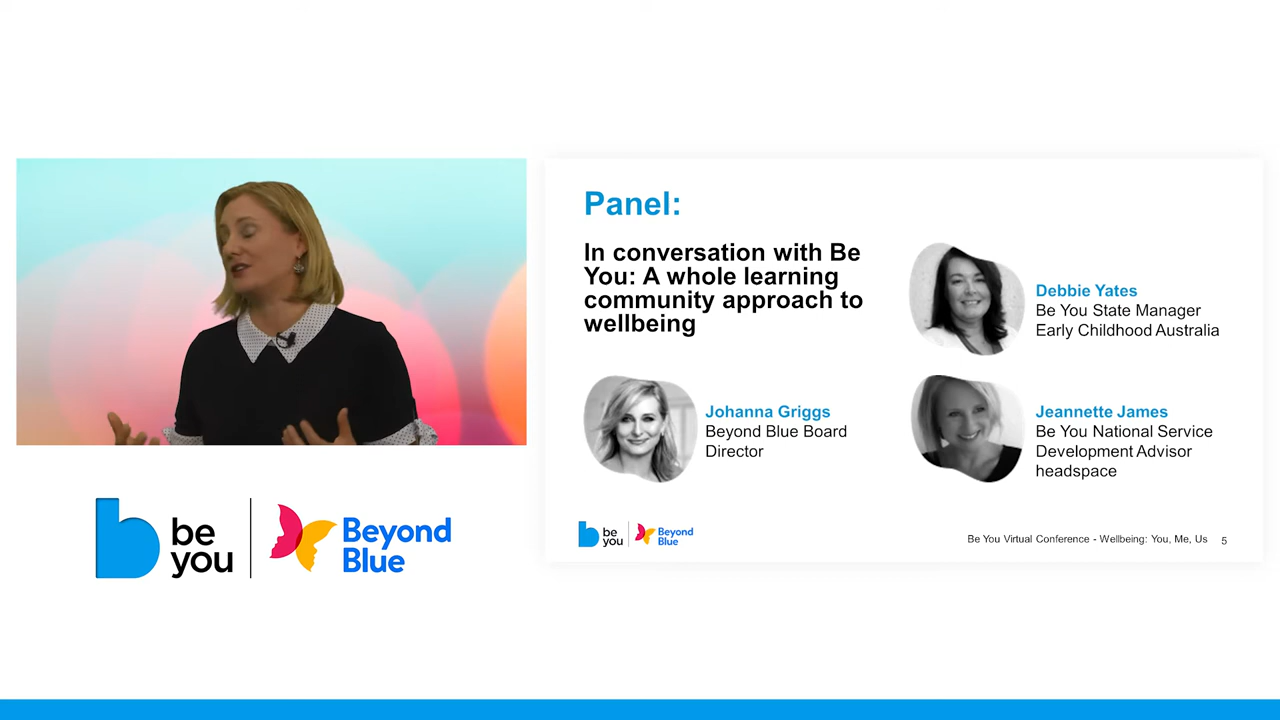 Panel:
In conversation with Be
You: A whole learning
community approach to
wellbeing
Debbie Yates
Be You State Manager
Early Childhood Australia
Johanna Griggs
Beyond Blue Board
Director
Jeannette James
Be You National Service
Development Advisor
headspace
be
you
Beyond
Blue
be
you
Beyond
Blue
Be You Virtual Conference - Wellbeing: You, Me, Us 5